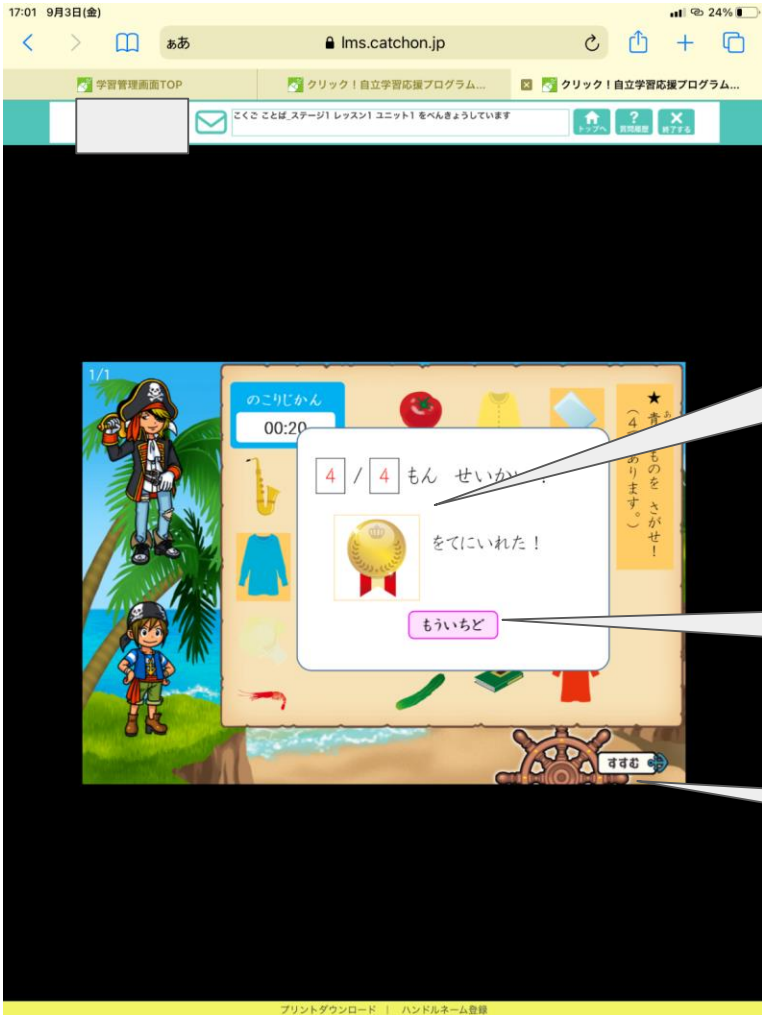 17:01 9月3日(金)
24%
ぁあ
lms.catchon.jp
学習管理画面TOP
クリック！自立学習応援プログラム...
クリック！自立学習応援プログラム...
こくご ことば_ステージ1 レッスン1 ユニット1 をべんきょうしています
トップへ
質問履歴
終了する
1/1
のこりじかん
00:20
★青
ものを さがせ！
（4
あります。）
4 / 4 もん せいかい！
をてにいれた！
もういちど
すすむ
プリントダウンロード | ハンドルネーム登録